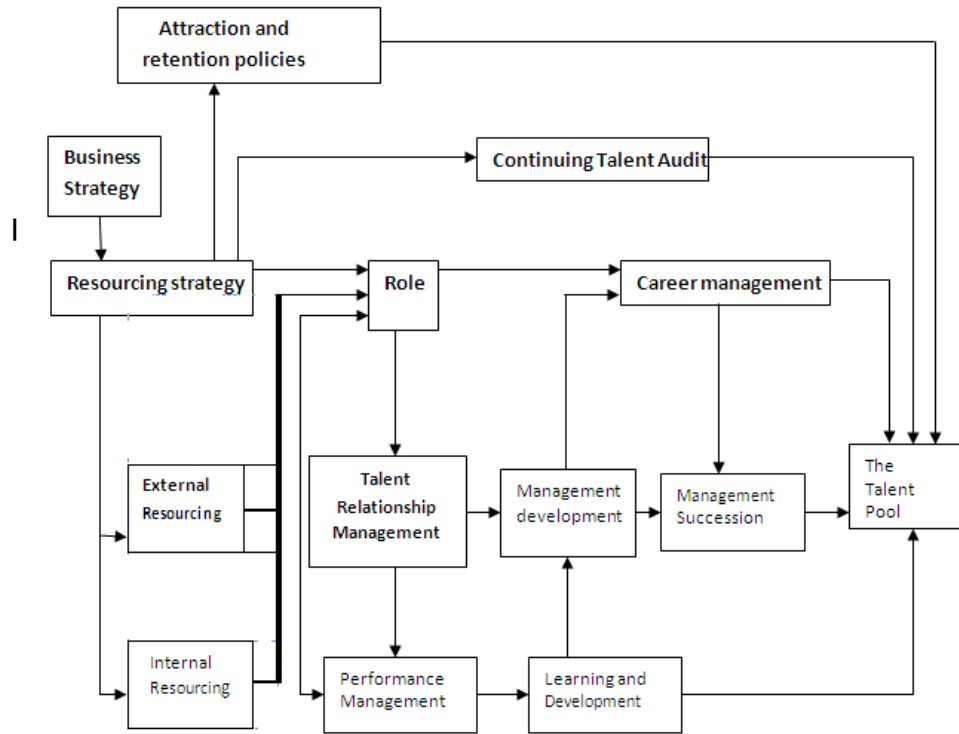 Attraction and
retention policies
Business
Strategy
Continuing Talent Audit
Resourcing strategy
Role
Career management
External
Resourcing
Talent
Relationship
Management
Management
development
Management
Succession
The
Talent
Pool
Internal
Resourcing
Performance
Management
Learning and
Development